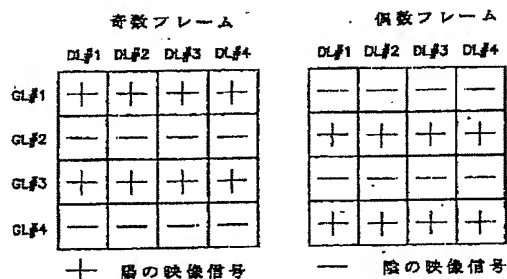 奇数フレーム 偶数フレーム
DL#1 DL#2 DL#3 DL#4 DL#1 DL#2 DL#3 DL#4
GL#1 + + + + — — — —
GL#2 — — — — + + + +
GL#3 + + + + — — — —
GL#4 — — — — + + + +
+ 陽の映像信号 — 陰の映像信号